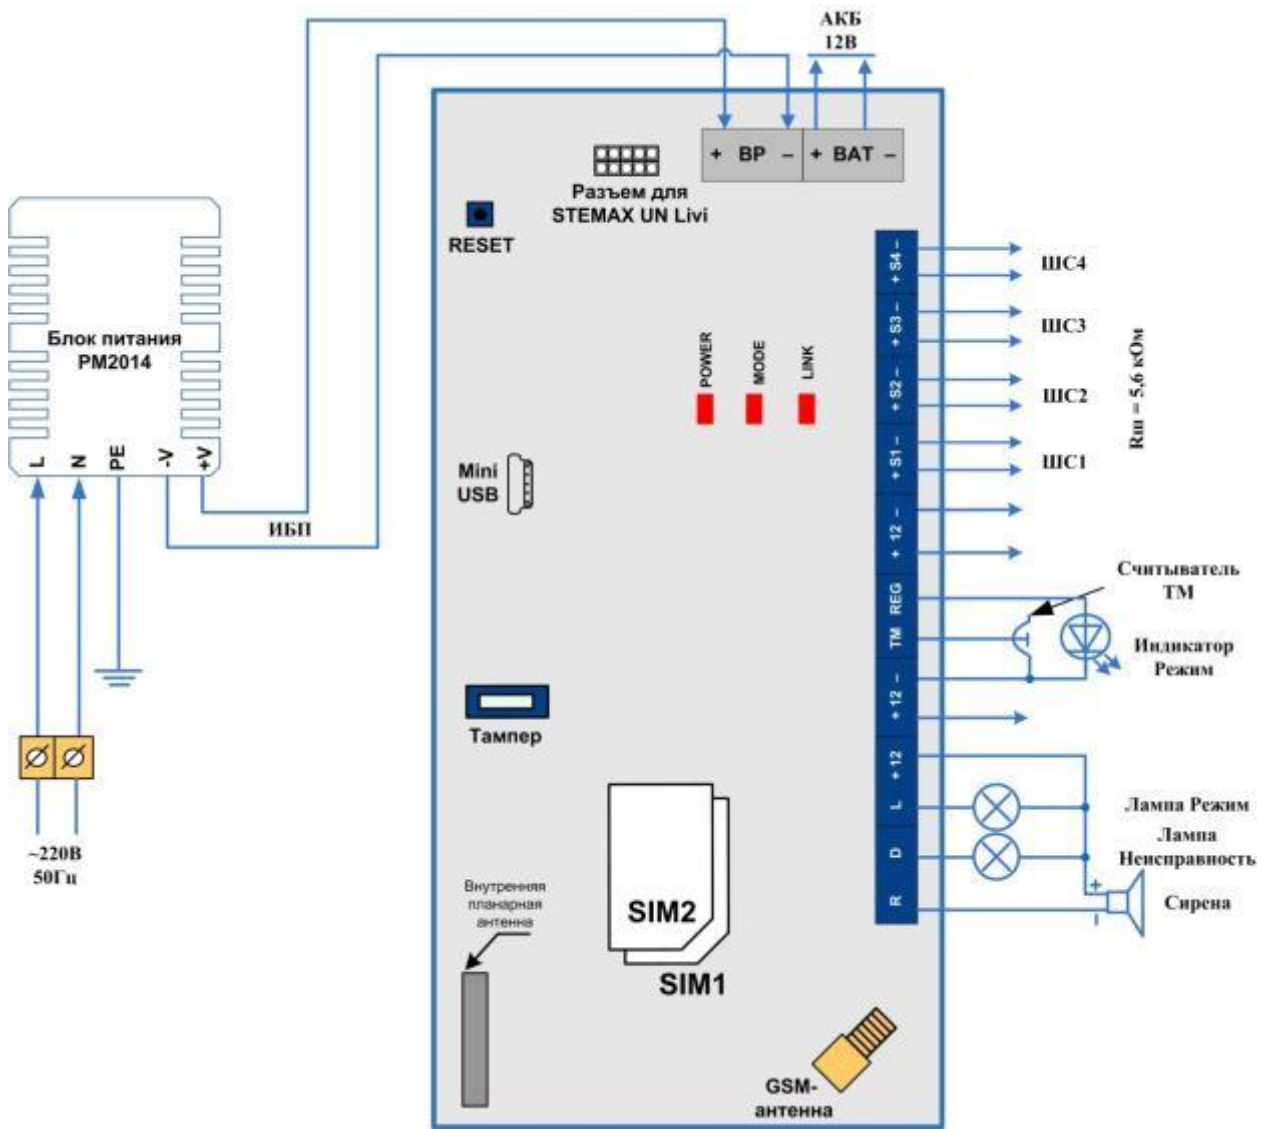 АКБ
12В
+ BP − + BAT −
Разъем для
STEMAX UN Livi
RESET
Блок питания
PM2014
L N PE -V +V
ИБП
POWER
MODE
LINK
Mini
USB
+ S4 −
ШС4
+ S3 −
ШС3
+ S2 −
ШС2
+ S1 −
ШС1
Rш = 5,6 кОм
+ 12 −
REG
TM
+ 12 −
+ 12
L
D
R
Считыватель
ТМ
Индикатор
Режим
Тампер
Лампа Режим
Лампа
Неисправность
+
−
Сирена
~220В
50Гц
Внутренняя
планарная
антенна
SIM2
SIM1
GSM-
антенна